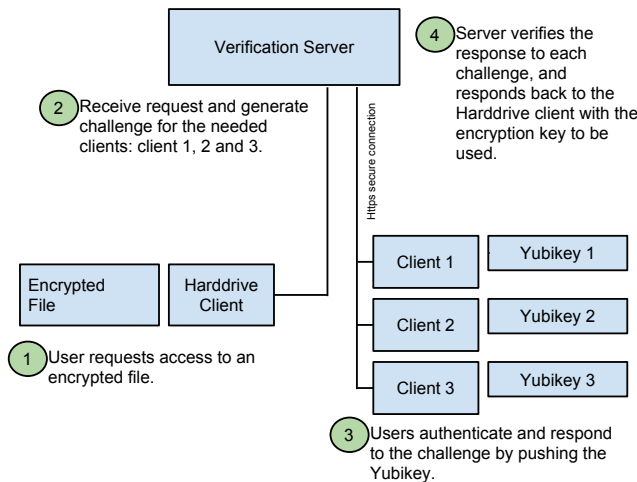 Verification Server
4
Server verifies the
response to each
challenge, and
responds back to the
Harddrive client with the
encryption key to be
used.
2
Receive request and generate
challenge for the needed
clients: client 1, 2 and 3.
Https secure connection
Encrypted
File
Harddrive
Client
Client 1
Yubikey 1
Client 2
Yubikey 2
Client 3
Yubikey 3
1
User requests access to an
encrypted file.
3
Users authenticate and respond
to the challenge by pushing the
Yubikey.